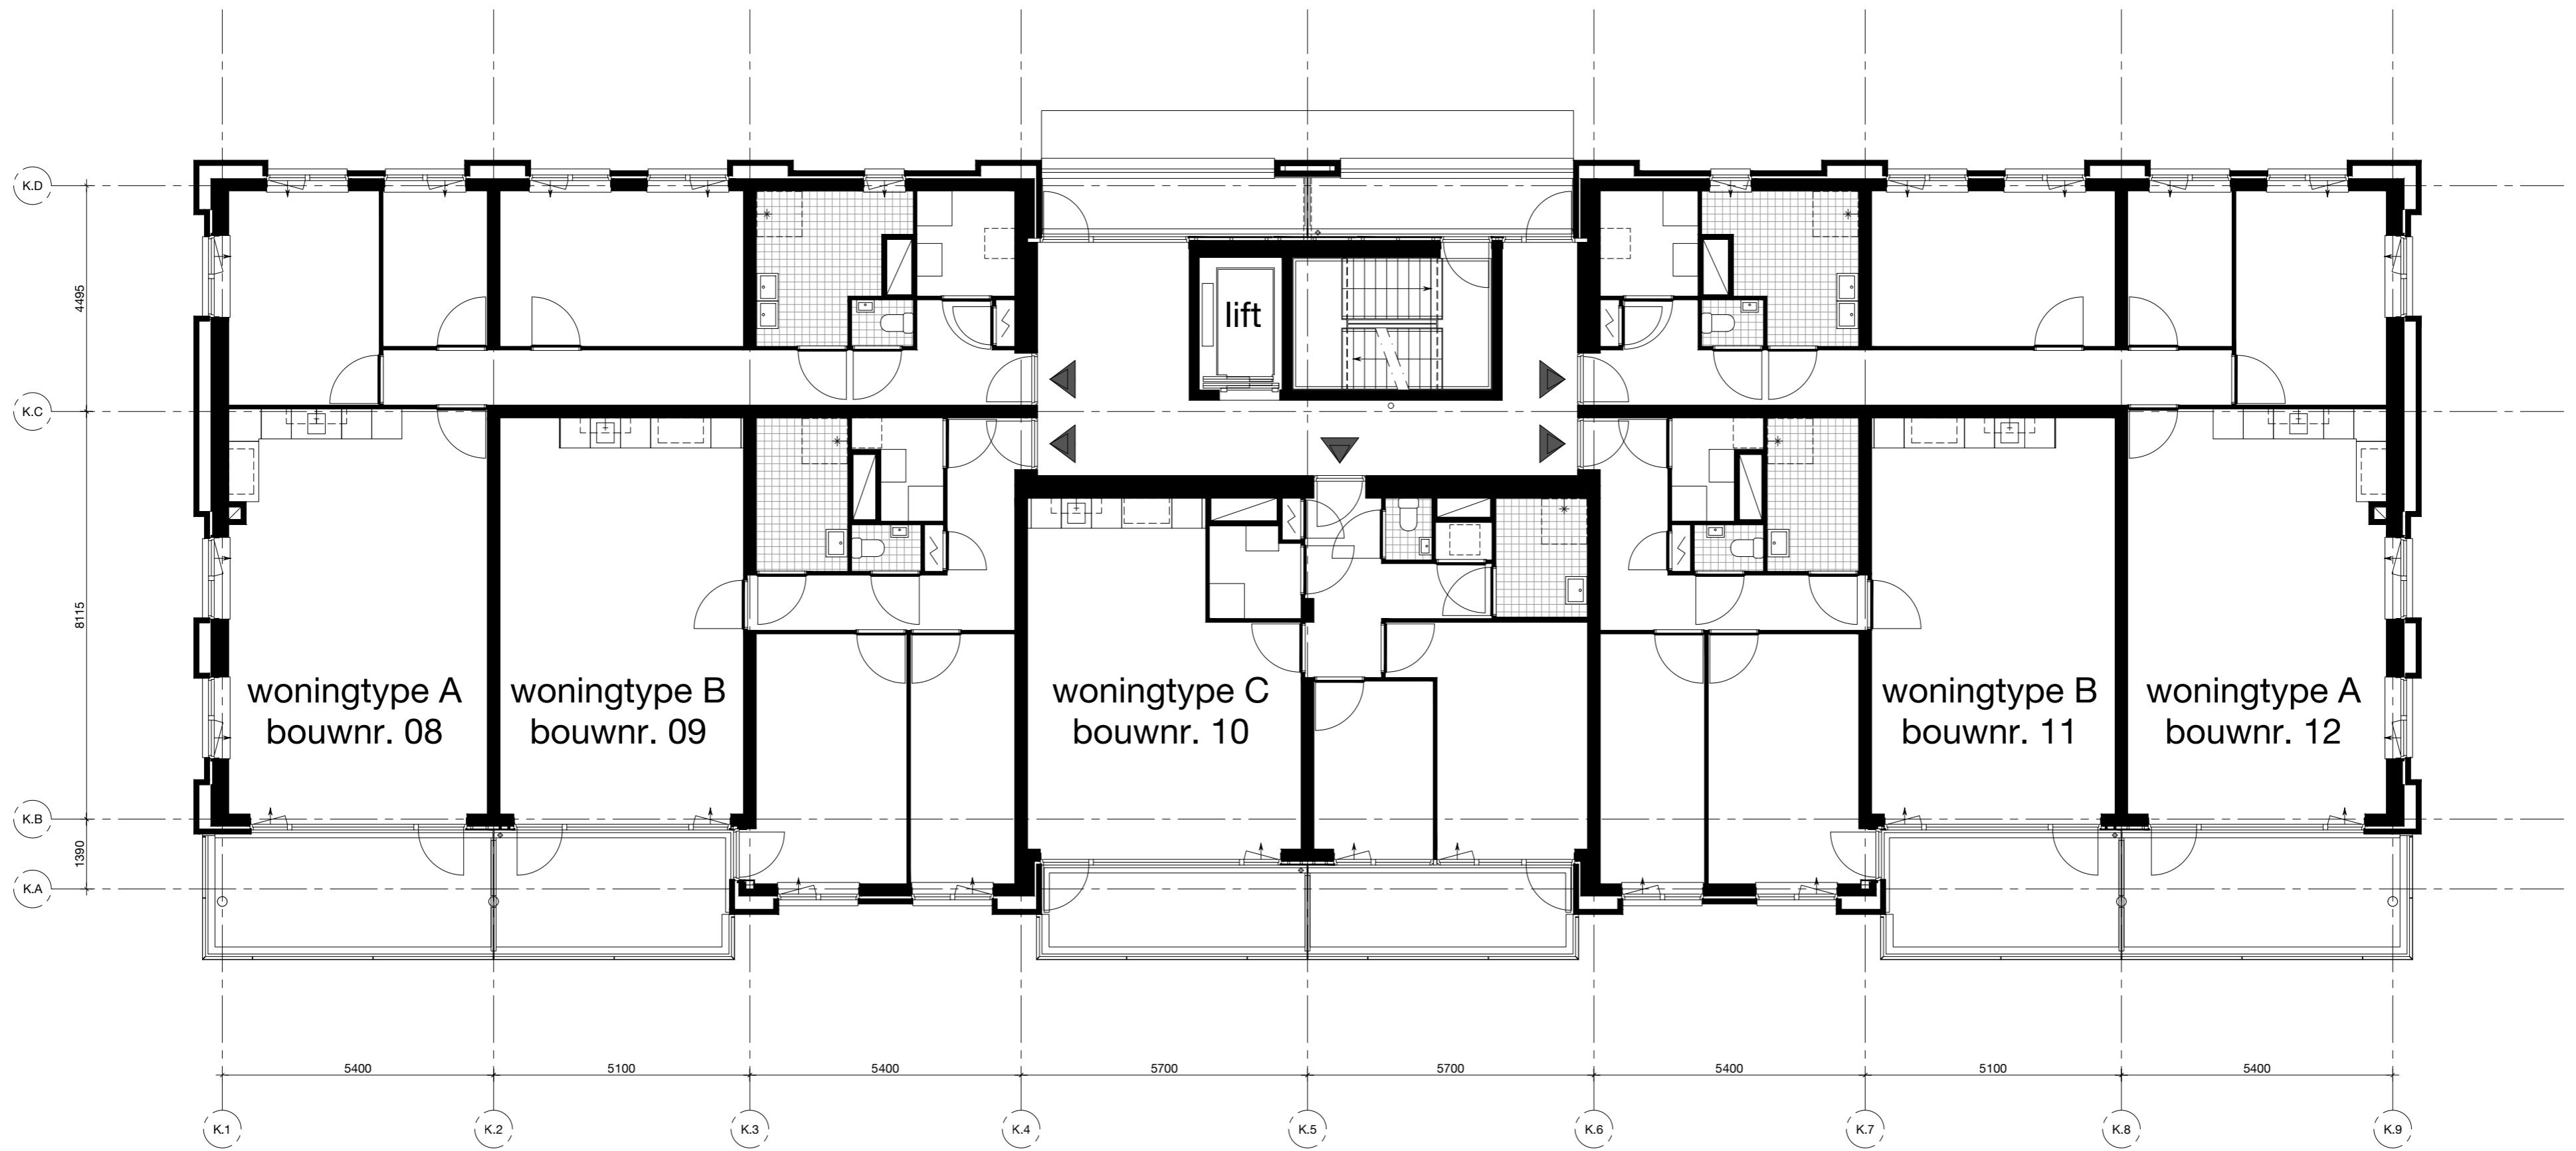 K.D
4495
lift
K.C
8115
woningtype A
bouwnr. 08
woningtype B
bouwnr. 09
woningtype C
bouwnr. 10
woningtype B
bouwnr. 11
woningtype A
bouwnr. 12
K.B
1390
K.A
5400 5100 5400 5700 5700 5400 5100 5400
K.1 K.2 K.3 K.4 K.5 K.6 K.7 K.8 K.9